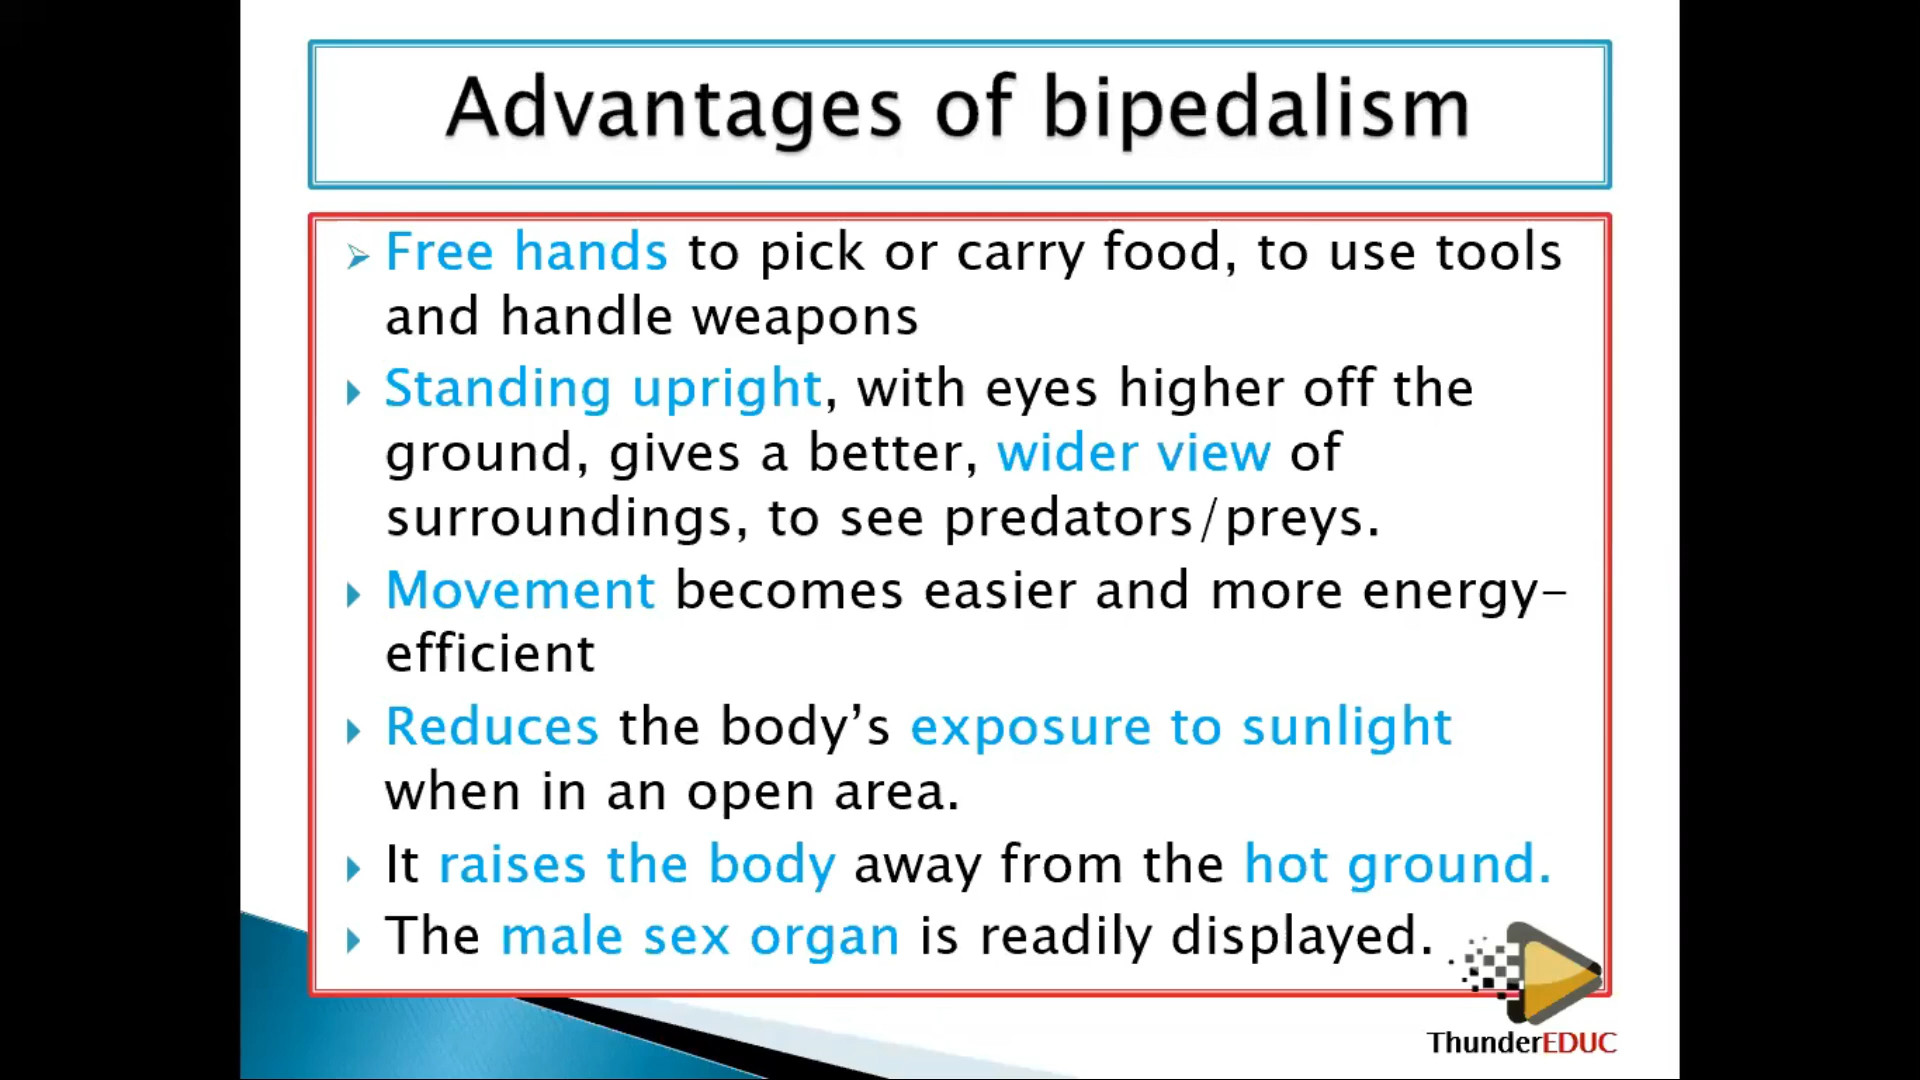 Advantages of bipedalism
Free hands to pick or carry food, to use tools
and handle weapons
Standing upright, with eyes higher off the
ground, gives a better, wider view of
surroundings, to see predators/preys.
Movement becomes easier and more energy-
efficient
Reduces the body’s exposure to sunlight
when in an open area.
It raises the body away from the hot ground.
The male sex organ is readily displayed.
ThunderEDUC